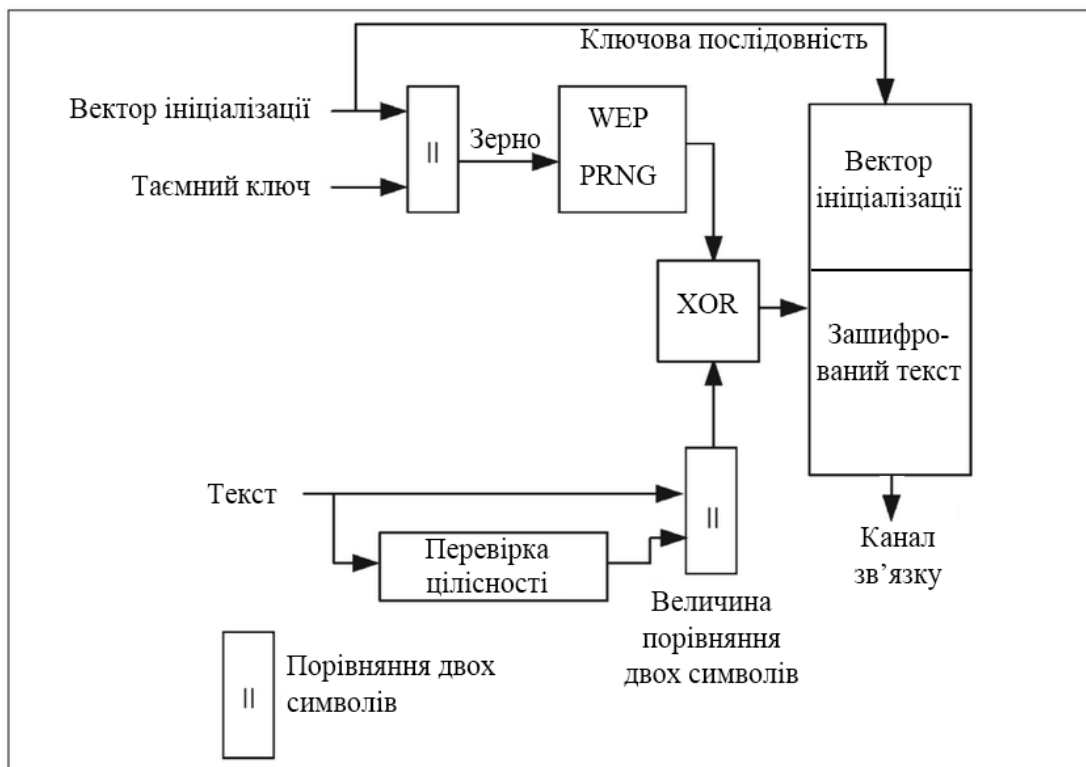 Ключова послідовність
Вектор ініціалізації
Таємний ключ
||
Зерно
WEP
PRNG
Вектор
ініціалізації
XOR
Зашифро-
ваний текст
Текст
Перевірка
цілісності
||
Величина
порівняння
двох символів
Канал
зв’язку
||
Порівняння двох
символів